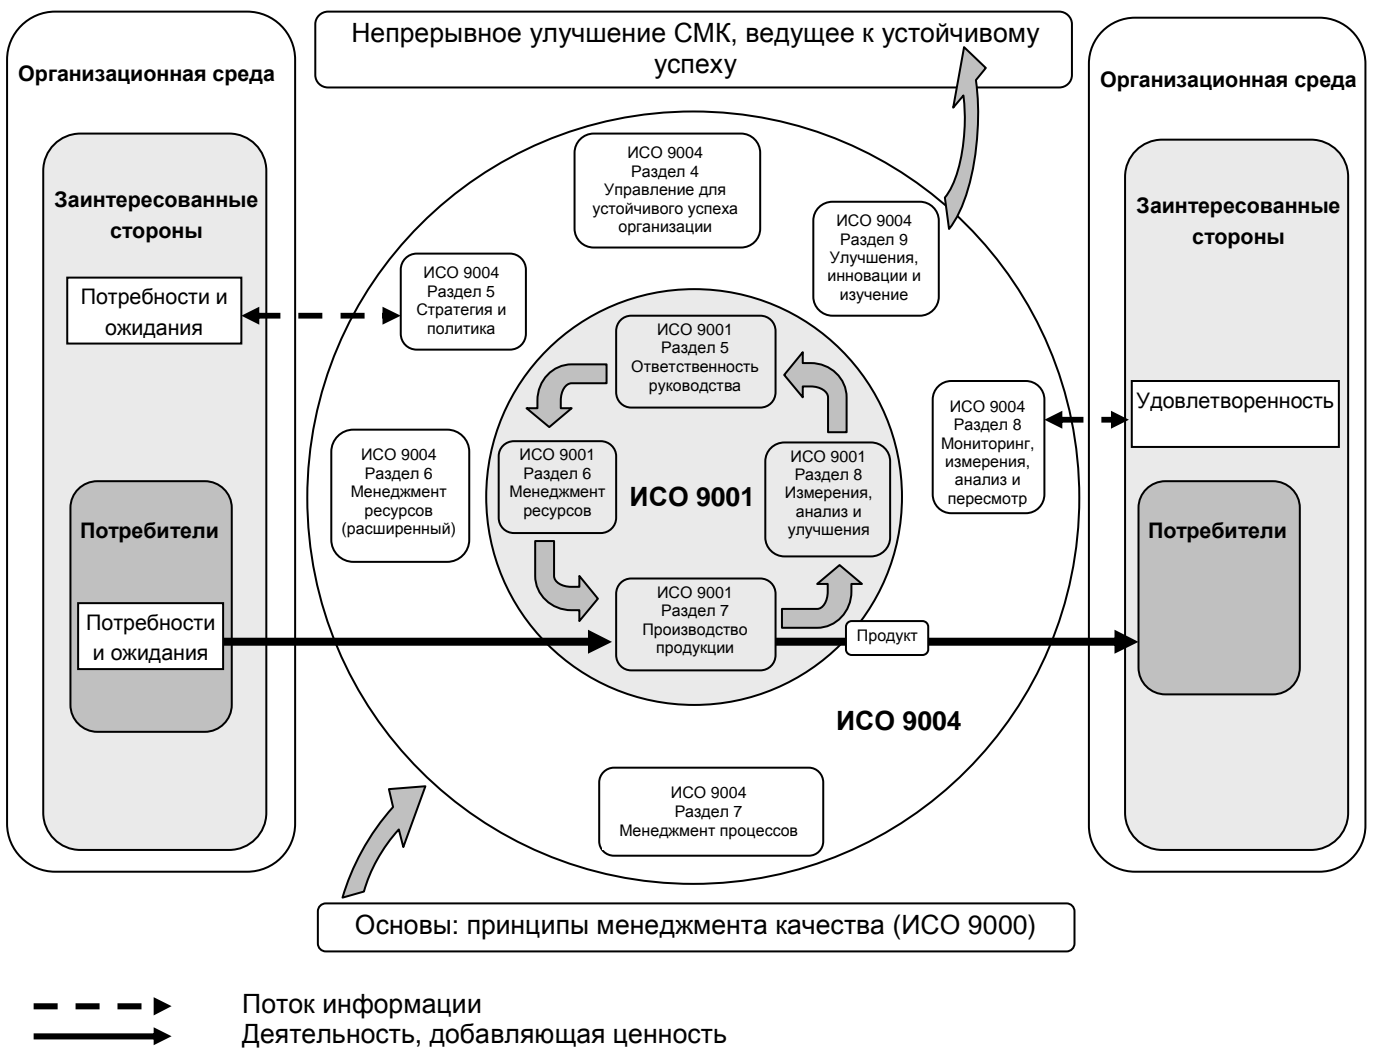 Непрерывное улучшение СМК, ведущее к устойчивому
успеху
Организационная среда
Заинтересованные
стороны
Потребности и
ожидания
Потребители
Потребности
и ожидания
ИСО 9004
Раздел 4
Управление для
устойчивого успеха
организации
ИСО 9004
Раздел 9
Улучшения,
инновации и
изучение
ИСО 9004
Раздел 5
Стратегия и
политика
ИСО 9001
Раздел 5
Ответственность
руководства
ИСО 9004
Раздел 6
Менеджмент
ресурсов
(расширенный)
ИСО 9001
Раздел 6
Менеджмент
ресурсов
ИСО 9001
ИСО 9001
Раздел 8
Измерения,
анализ и
улучшения
ИСО 9004
Раздел 8
Мониторинг,
измерения,
анализ и
пересмотр
ИСО 9001
Раздел 7
Производство
продукции
Продукт
ИСО 9004
ИСО 9004
Раздел 7
Менеджмент процессов
Организационная среда
Заинтересованные
стороны
Удовлетворенность
Потребители
Основы: принципы менеджмента качества (ИСО 9000)
Поток информации
Деятельность, добавляющая ценность